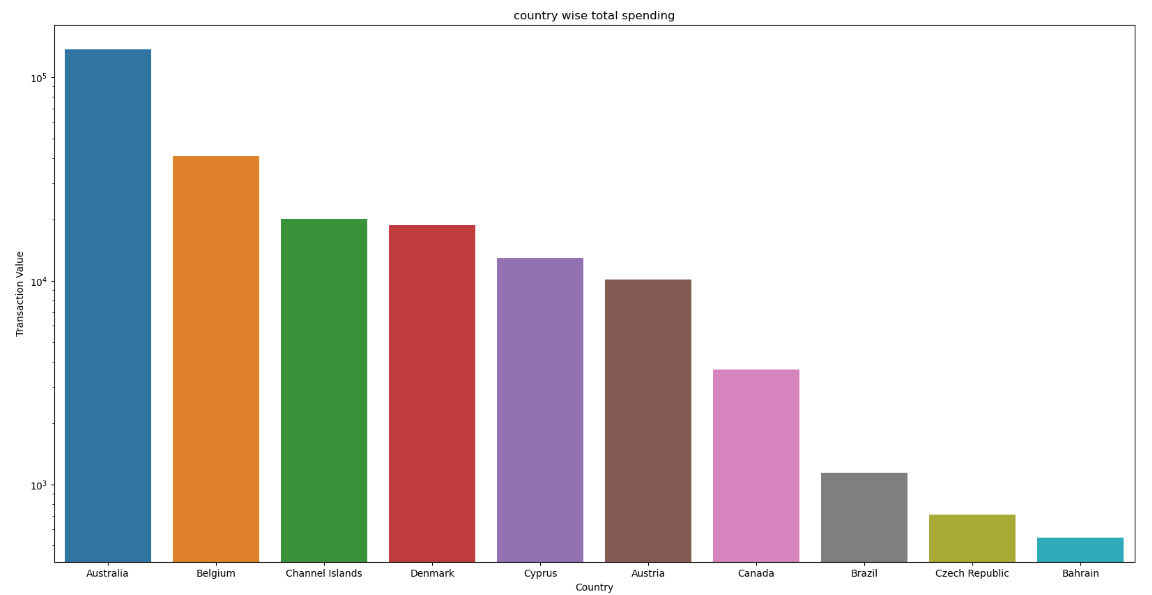 country wise total spending
Transaction Value
10⁵
10⁴
10³
Australia Belgium Channel Islands Denmark Cyprus Austria Canada Brazil Czech Republic Bahrain
Country